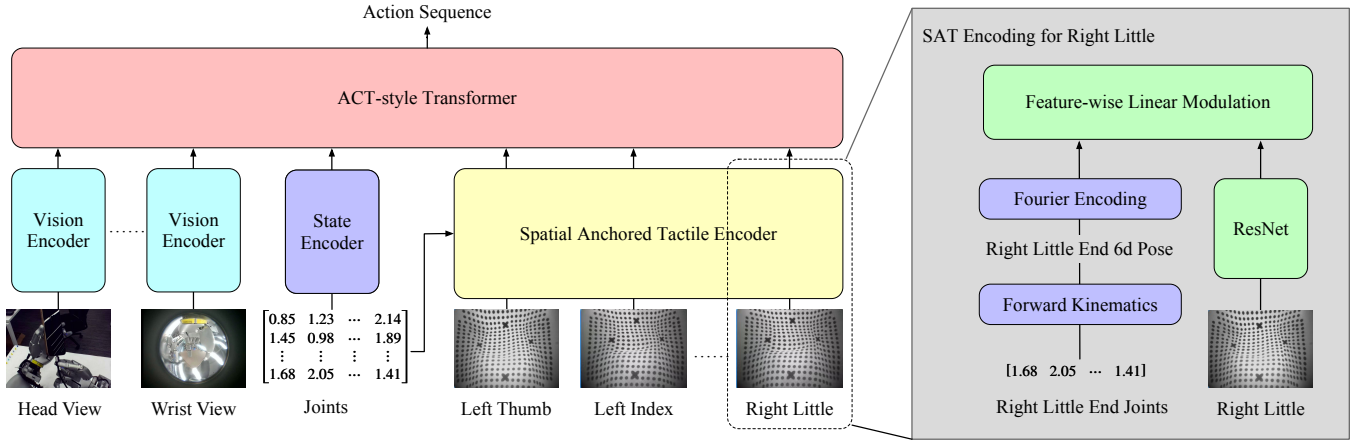 Action Sequence
ACT-style Transformer
Vision
Encoder
Vision
Encoder
State
Encoder
Spatial Anchored Tactile Encoder
0.85 1.23 ··· 2.14
1.45 0.98 ··· 1.89
⋮ ⋮ ⋮ ⋮
1.68 2.05 ··· 1.41
Head View
Wrist View
Joints
Left Thumb
Left Index
Right Little
SAT Encoding for Right Little
Feature-wise Linear Modulation
Fourier Encoding
Right Little End 6d Pose
Forward Kinematics
ResNet
[1.68 2.05 ··· 1.41]
Right Little End Joints
Right Little